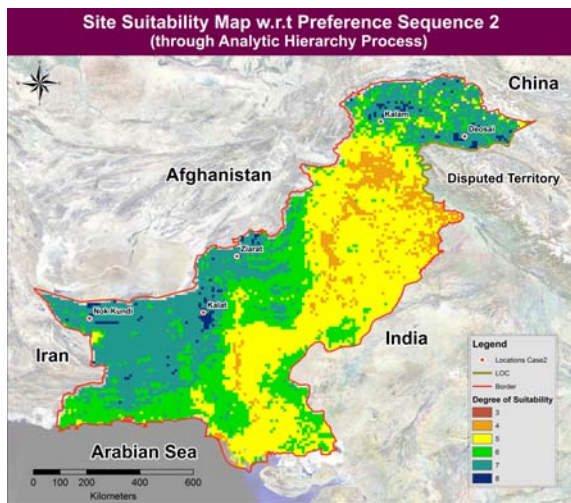 Site Suitability Map w.r.t Preference Sequence 2
(through Analytic Hierarchy Process)
China
Kalam
Deosai
Afghanistan
Disputed Territory
Ziarat
Nok Kundi
Kalat
India
Iran
Legend
Locations Case2
LOC
Border
Degree of Suitability
3
4
5
6
7
8
Arabian Sea
0 100 200 400 600
Kilometers